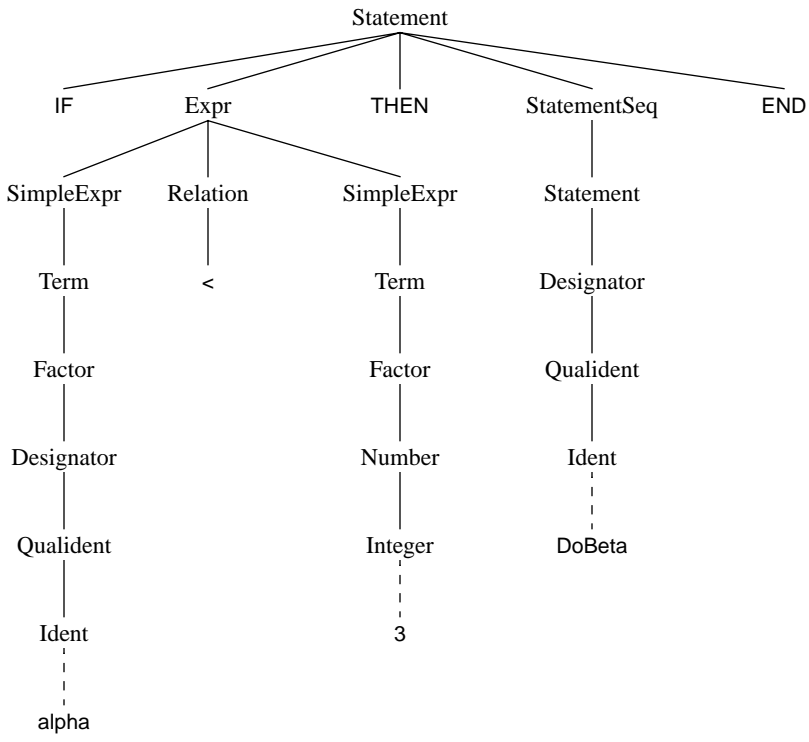 Statement
IF Expr THEN StatementSeq END
SimpleExpr Relation SimpleExpr Statement
Term < Term Designator
Factor Factor Qualident
Designator Number Ident
Qualident Integer DoBeta
Ident 3
alpha